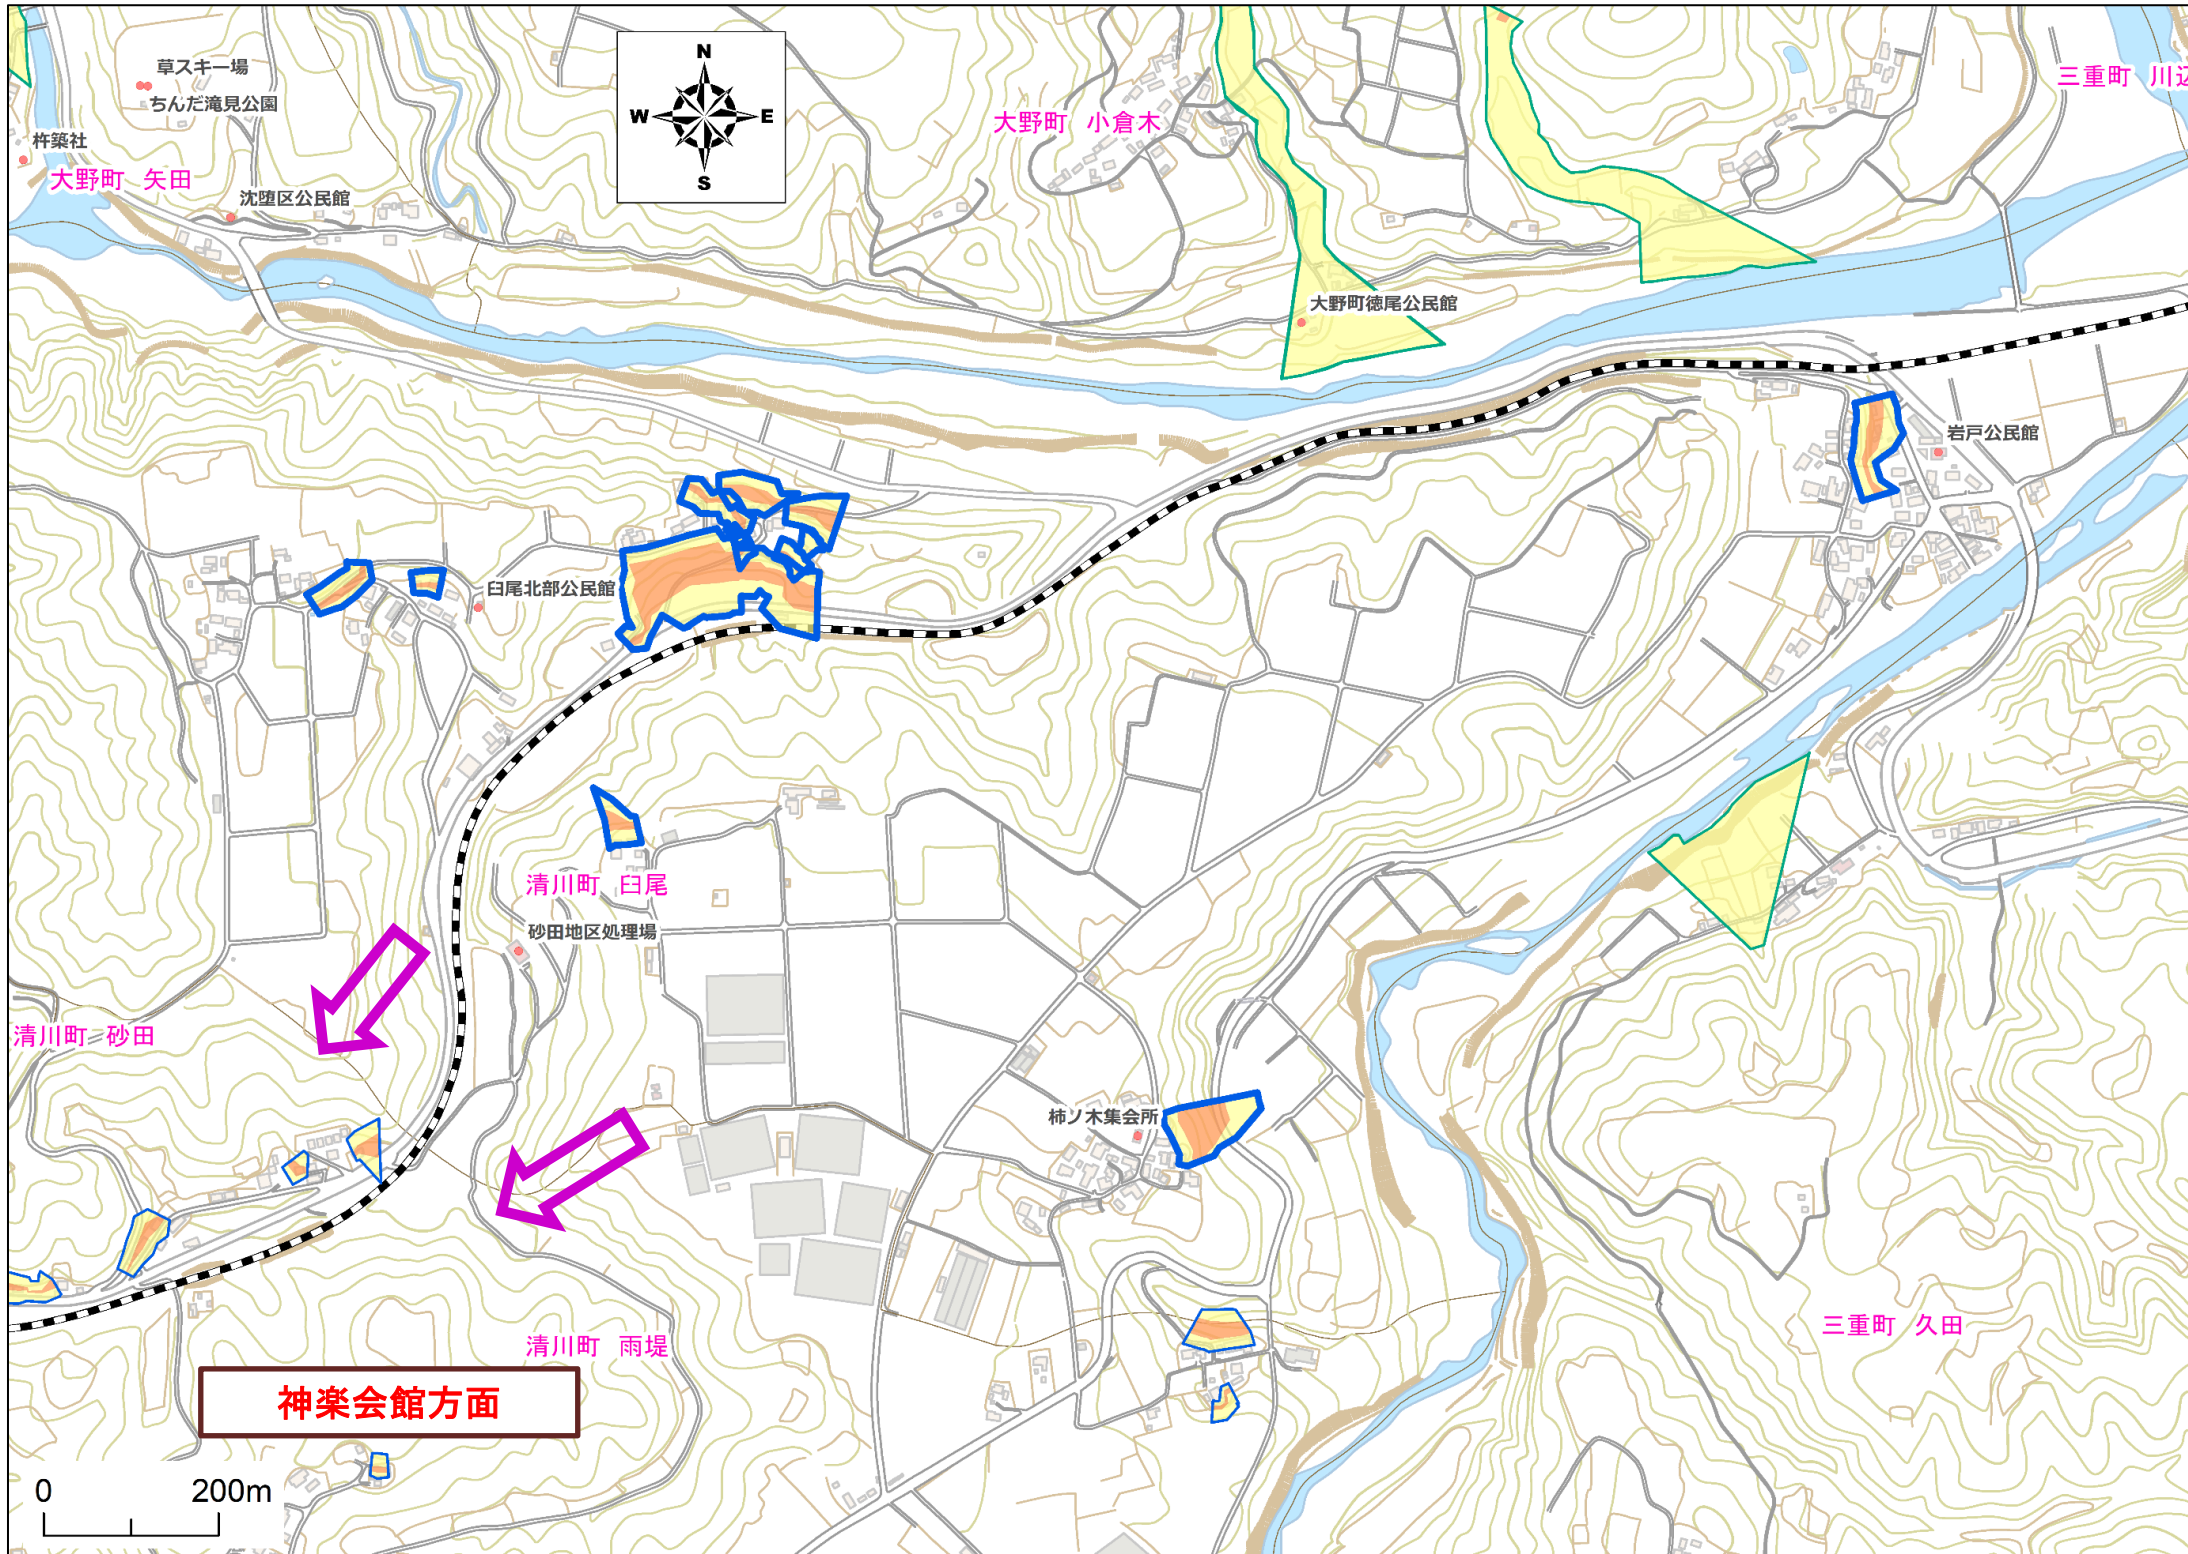 草スキー場
ちんだ滝見公園
杵築社
大野町 矢田
沈堕区公民館
N
W
E
S
大野町 小倉木
三重町 川辺
大野町徳尾公民館
岩戸公民館
臼尾北部公民館
清川町 臼尾
砂田地区処理場
清川町 砂田
柿ノ木集会所
清川町 雨堤
三重町 久田
神楽会館方面
0
200m